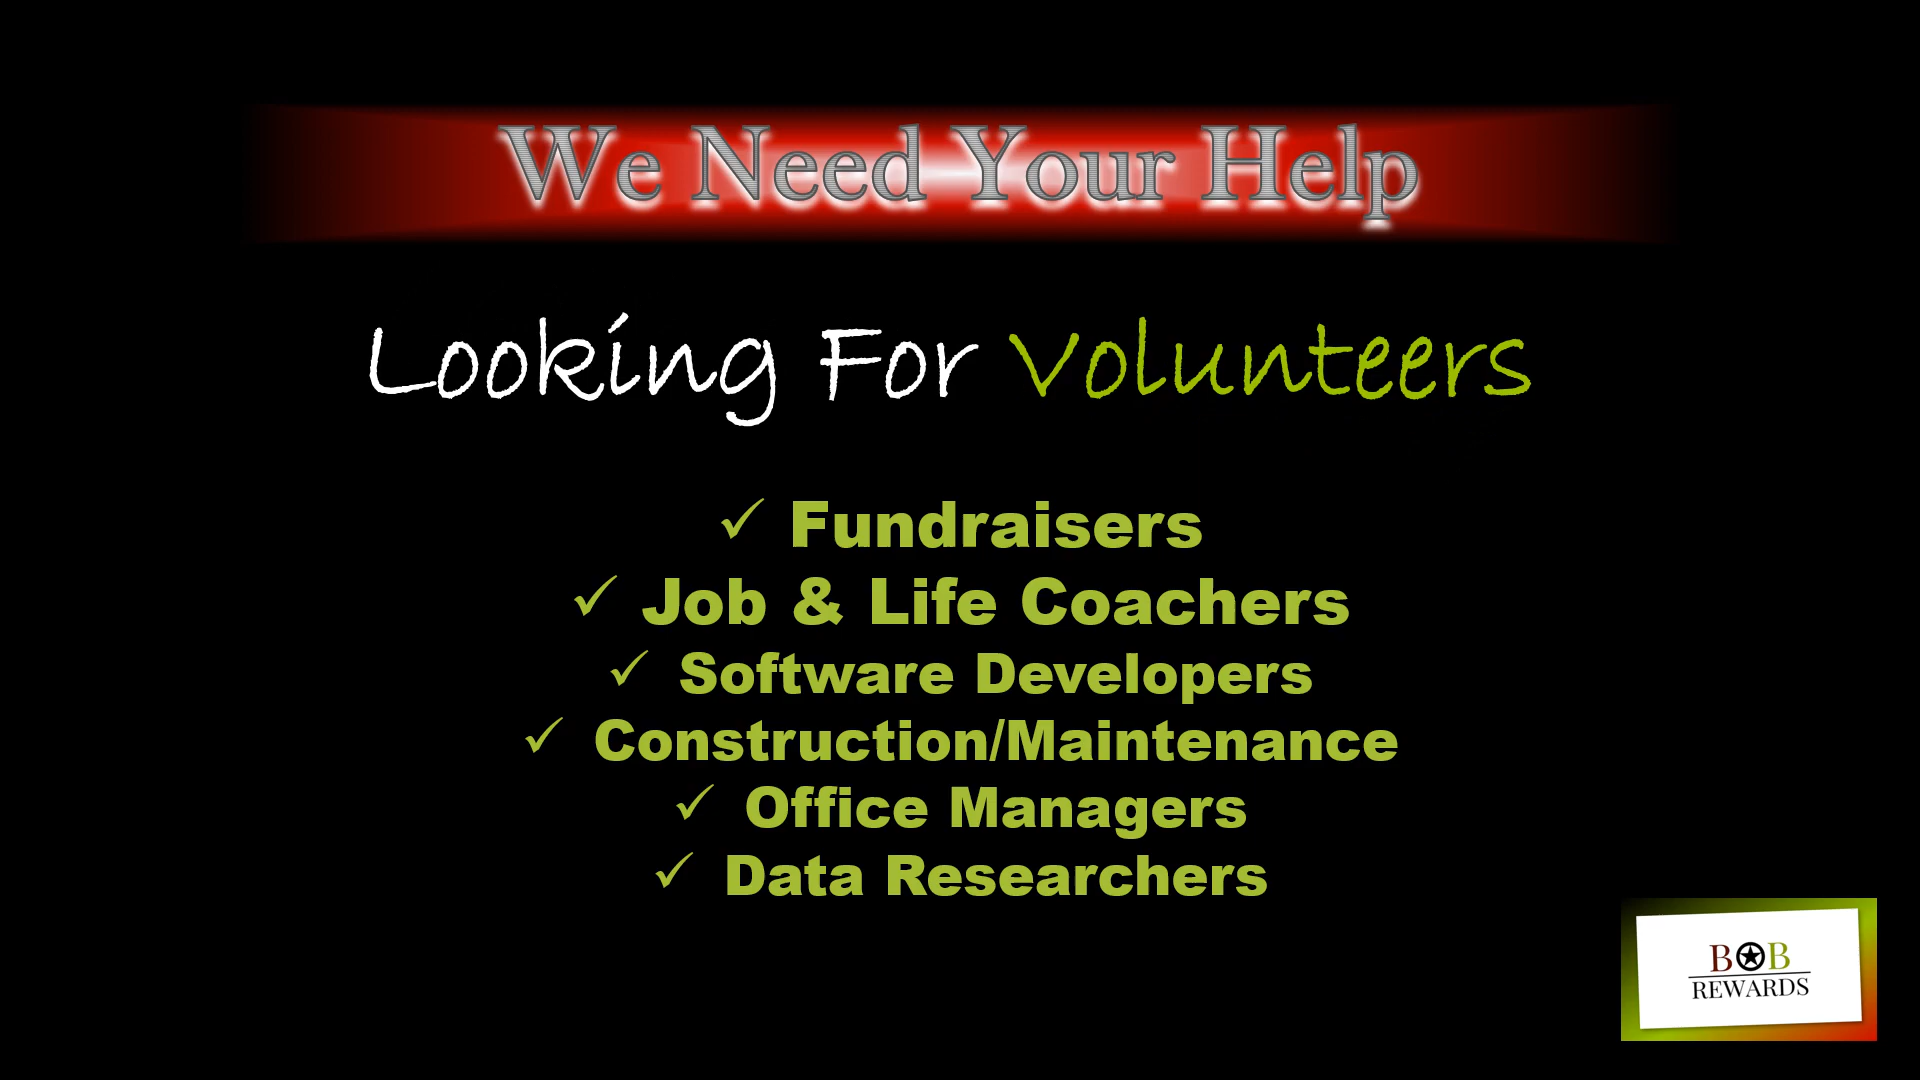 We Need Your Help
Looking For Volunteers
✓ Fundraisers
✓ Job & Life Coachers
✓ Software Developers
✓ Construction/Maintenance
✓ Office Managers
✓ Data Researchers
BOB
REWARDS